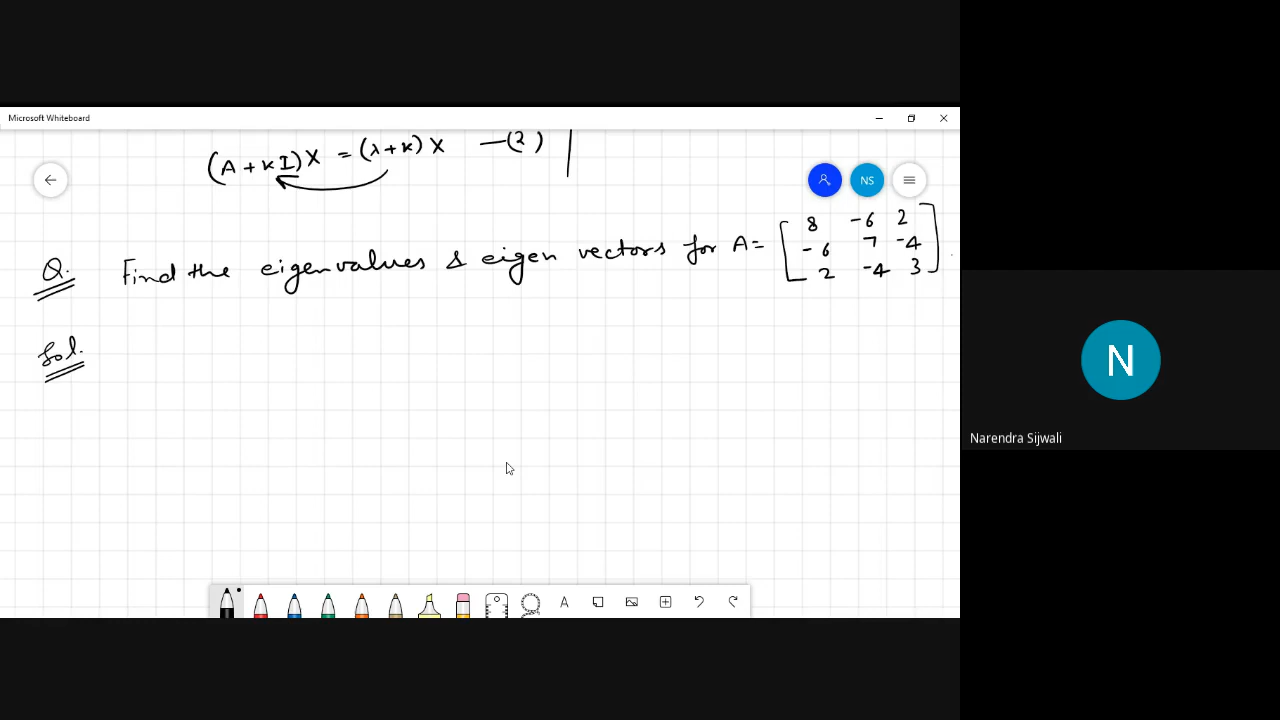 Microsoft Whiteboard
(A + KI)X = (λ+K) X —(2)
NS
Q. Find the eigenvalues & eigen vectors for A= [ 8 -6 2
-6 7 -4
2 -4 3 ]
Sol.
N
Narendra Sijwali
A